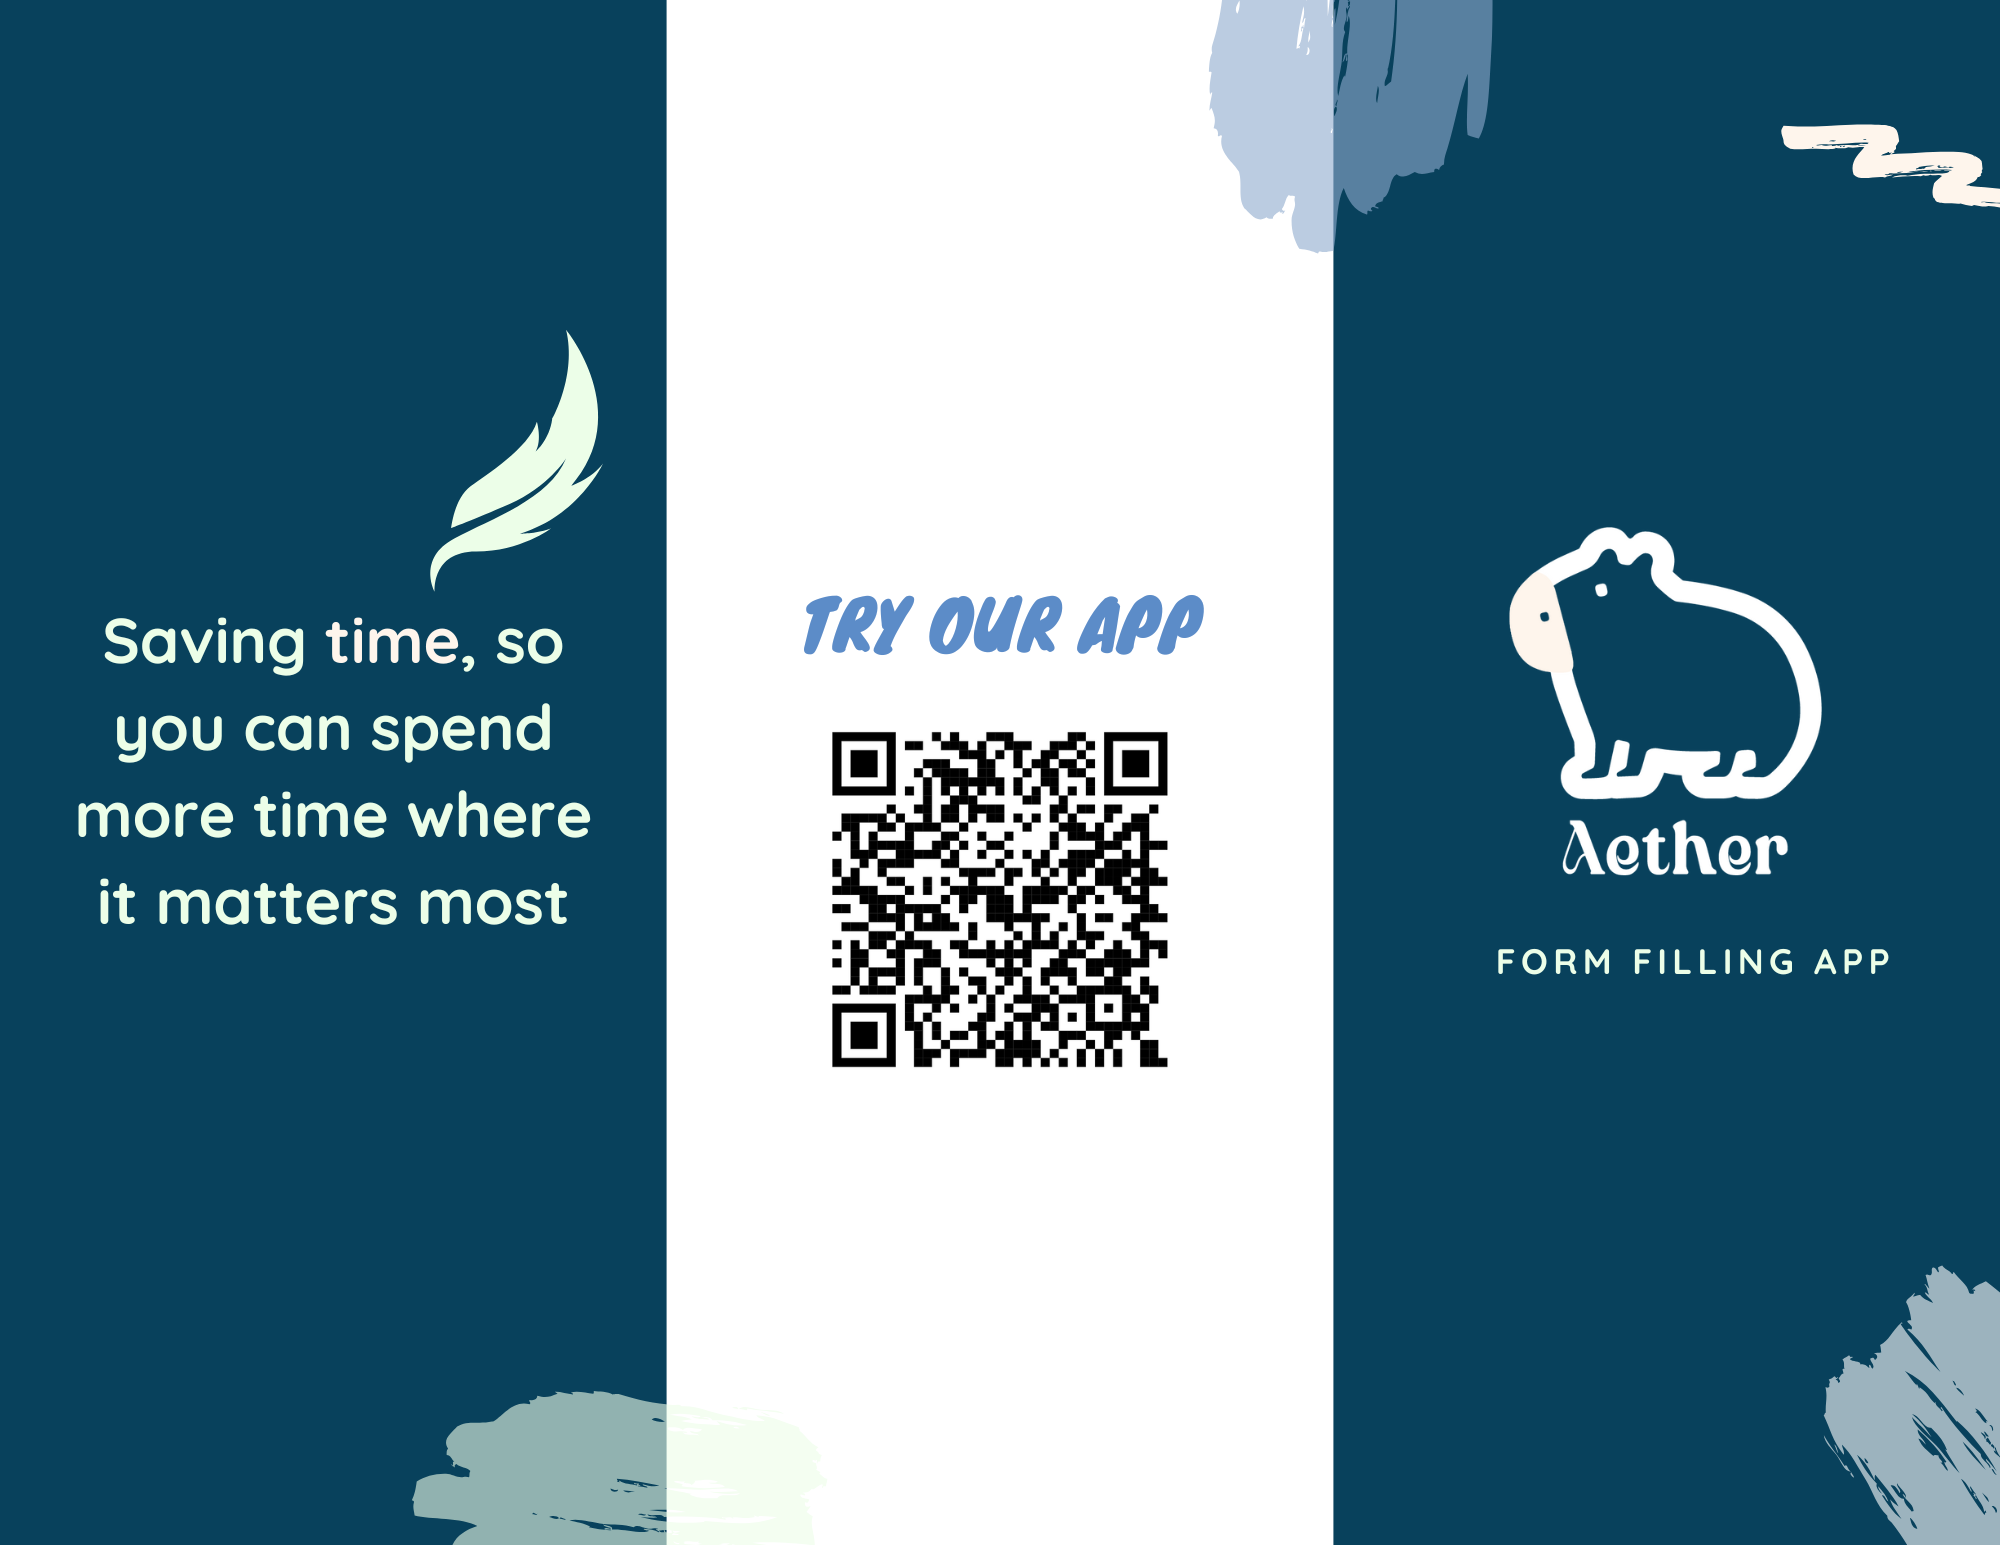 Saving time, so
you can spend
more time where
it matters most
TRY OUR APP
Aether
FORM FILLING APP